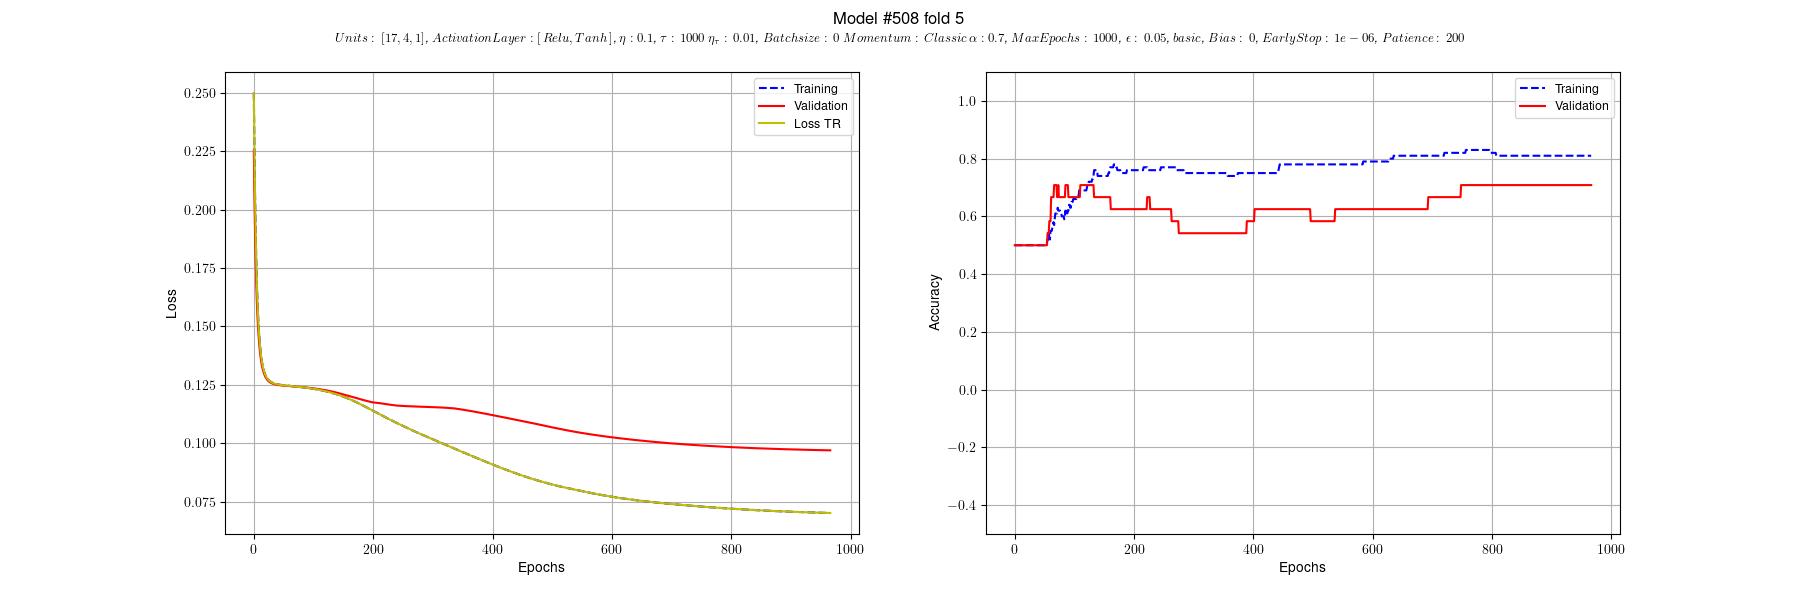 Model #508 fold 5
Units : [17, 4, 1], ActivationLayer : [Relu, Tanh], η : 0.1, τ : 1000 η_τ : 0.01, Batchsize : 0 Momentum : Classic α : 0.7, MaxEpochs : 1000, ϵ : 0.05, basic, Bias : 0, EarlyStop : 1e − 06, Patience : 200
0.250
0.225
0.200
0.175
0.150
0.125
0.100
0.075
Loss
0 200 400 600 800 1000
Epochs
Training
Validation
Loss TR
1.0
0.8
0.6
0.4
0.2
0.0
−0.2
−0.4
Accuracy
0 200 400 600 800 1000
Epochs
Training
Validation